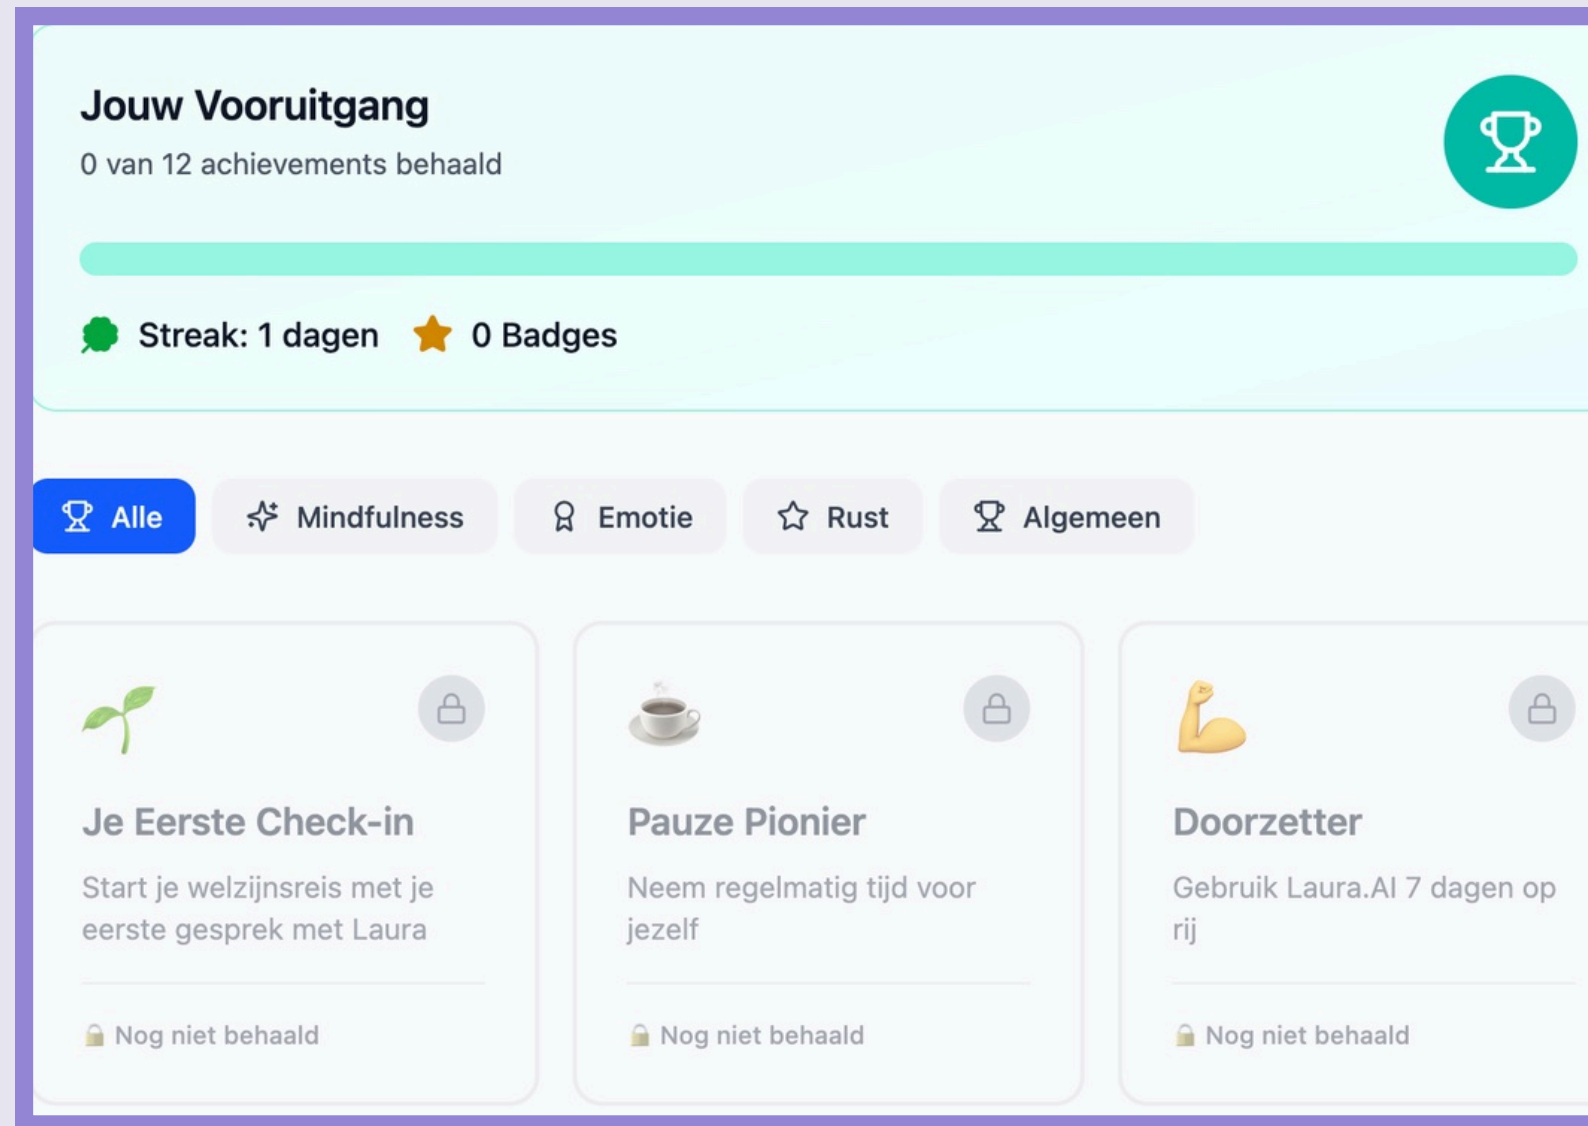 Jouw Vooruitgang
0 van 12 achievements behaald
Streak: 1 dagen 0 Badges
Alle Mindfulness Emotie Rust Algemeen
Je Eerste Check-in
Start je welzijnsreis met je
eerste gesprek met Laura
Nog niet behaald
Pauze Pionier
Neem regelmatig tijd voor
jezelf
Nog niet behaald
Doorzetter
Gebruik Laura.AI 7 dagen op
rij
Nog niet behaald